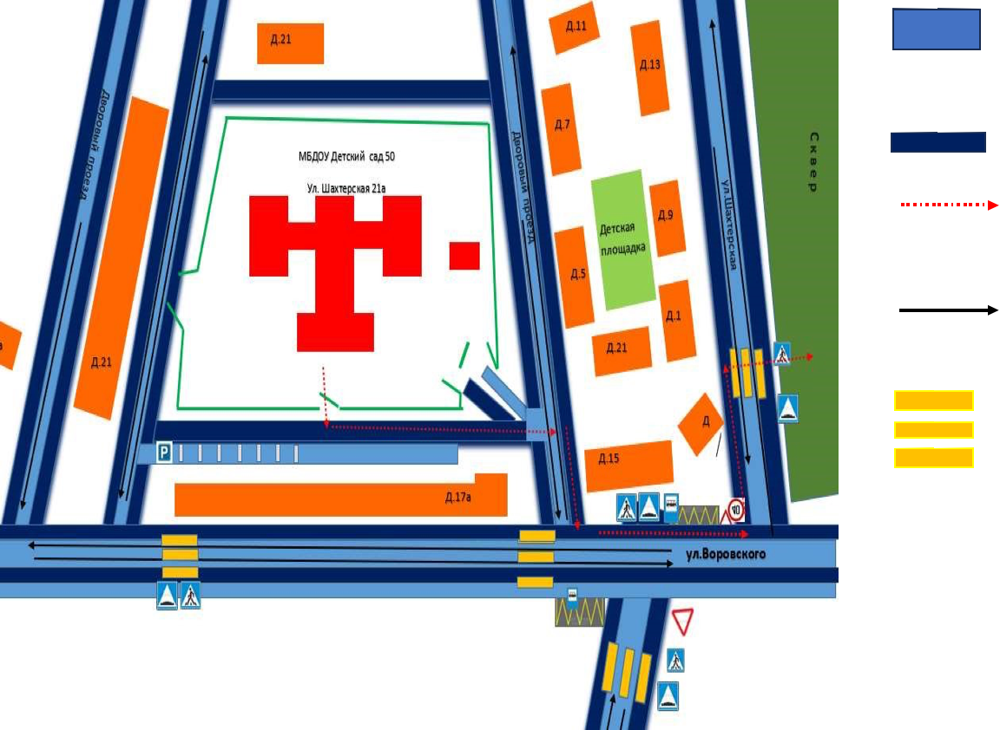 Д.21
Д.11
Д.13
Дворовый проезд
Д.7
МБДОУ Детский сад 50
Ул. Шахтерская 21а
Дворовый проезд
Сквер
ул.Шахтерская
Д.9
Детская
площадка
Д.5
Д.1
Д.21
Д.21
Д
Р
Д.15
Д.17а
40
ул.Воровского